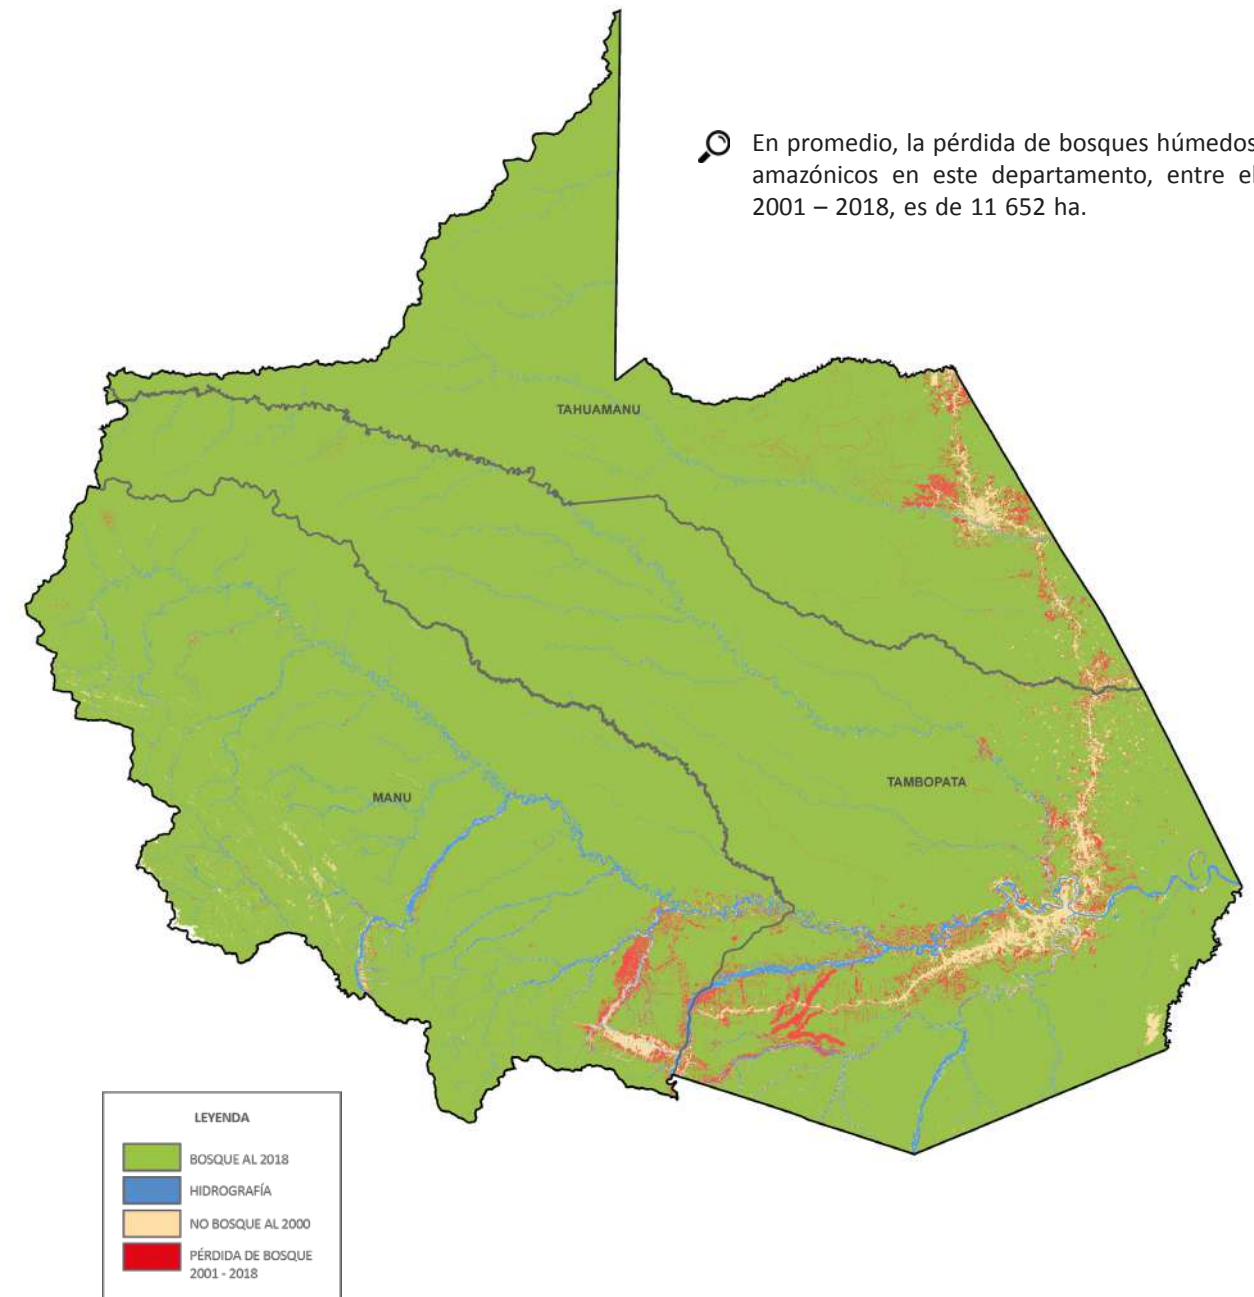 En promedio, la pérdida de bosques húmedos
amazónicos en este departamento, entre el
2001 – 2018, es de 11 652 ha.
TAHUAMANU
TAMBOPATA
MANU
LEYENDA
BOSQUE AL 2018
HIDROGRAFÍA
NO BOSQUE AL 2000
PÉRDIDA DE BOSQUE
2001 - 2018